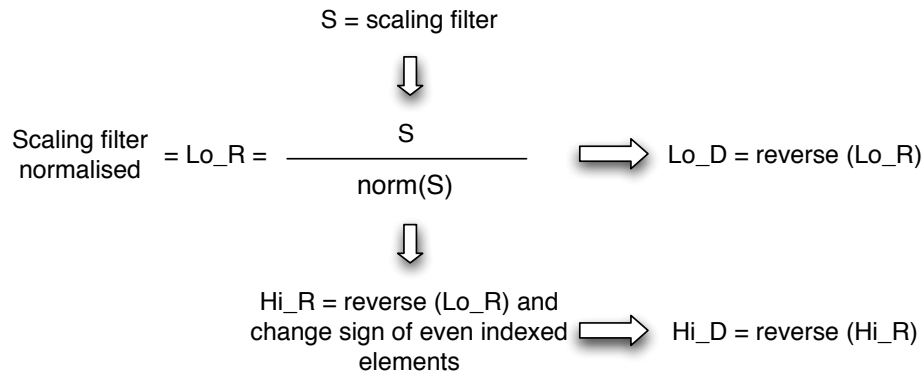 S = scaling filter
Scaling filter
normalised
= Lo_R =
S
norm(S)
Lo_D = reverse (Lo_R)
Hi_R = reverse (Lo_R) and
change sign of even indexed
elements
Hi_D = reverse (Hi_R)